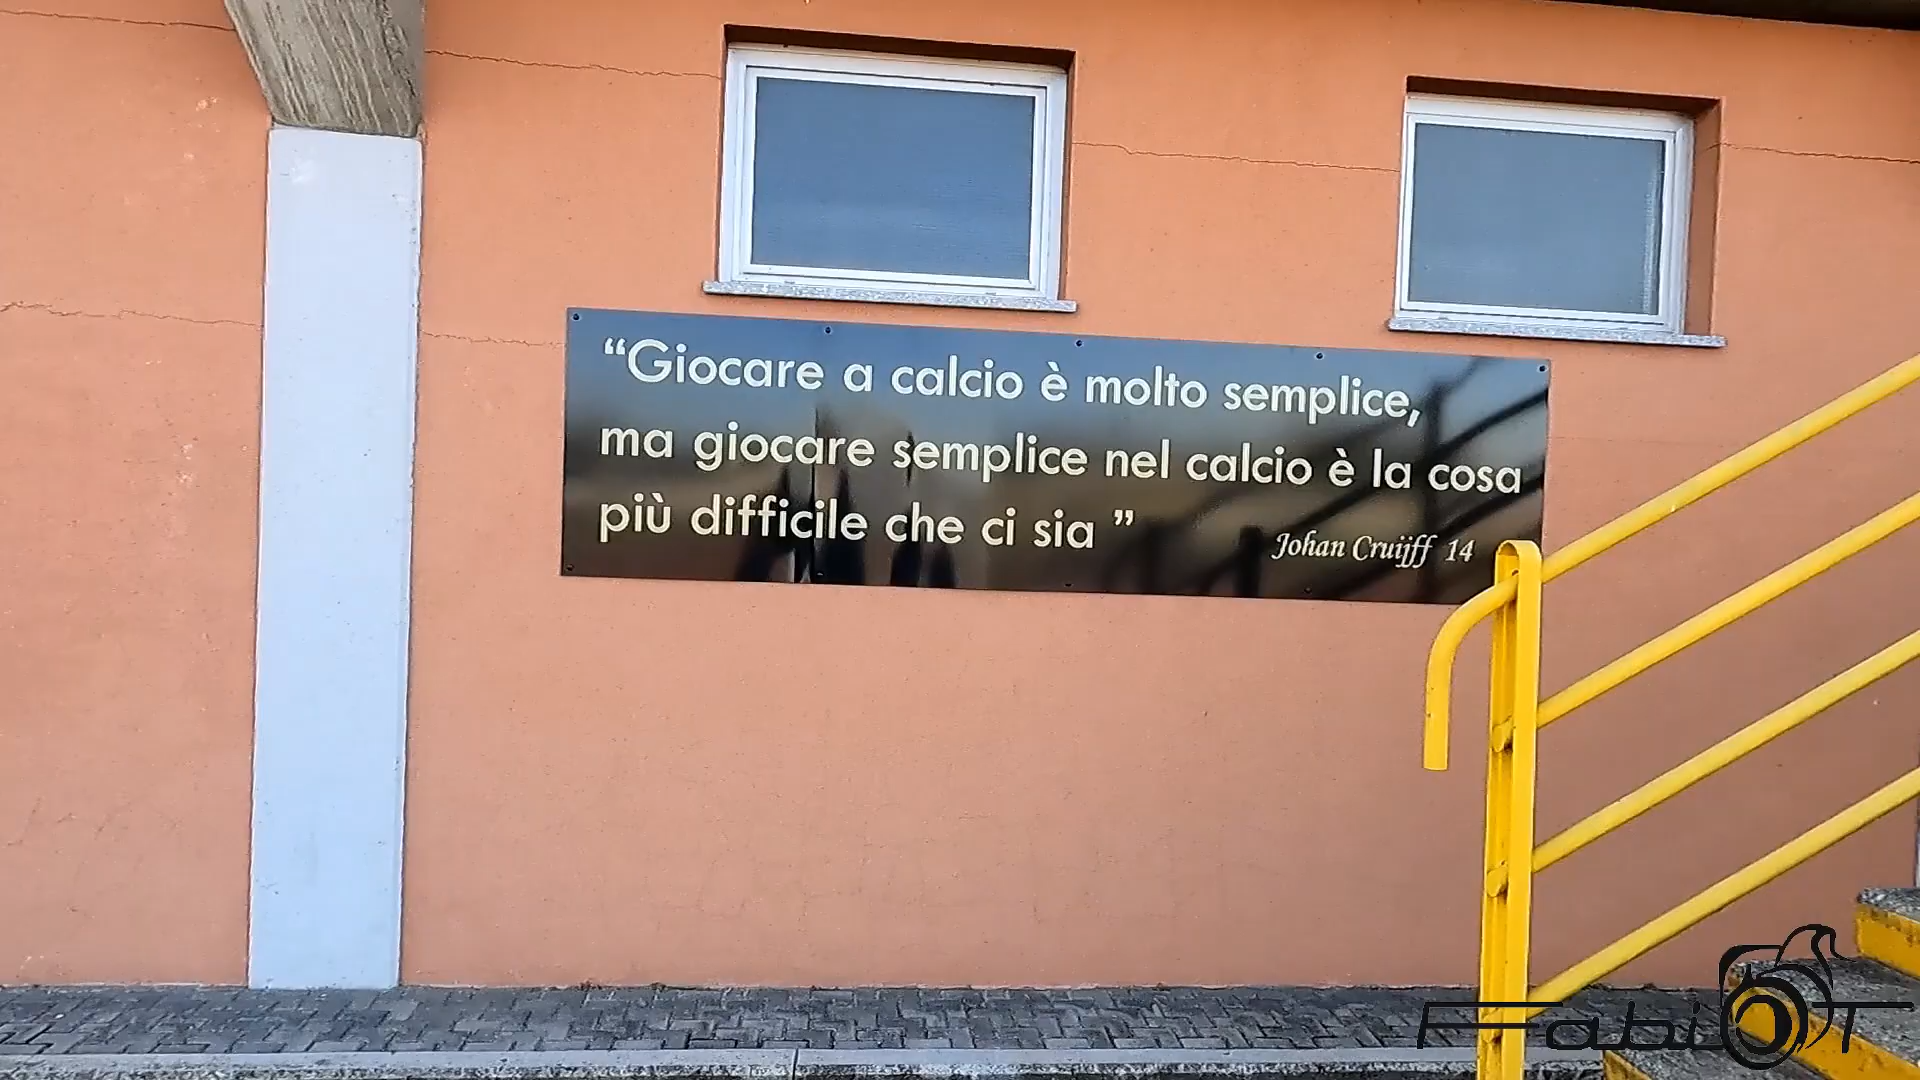 “Giocare a calcio è molto semplice,
ma giocare semplice nel calcio è la cosa
più difficile che ci sia ”
Johan Cruijff 14
FabioT